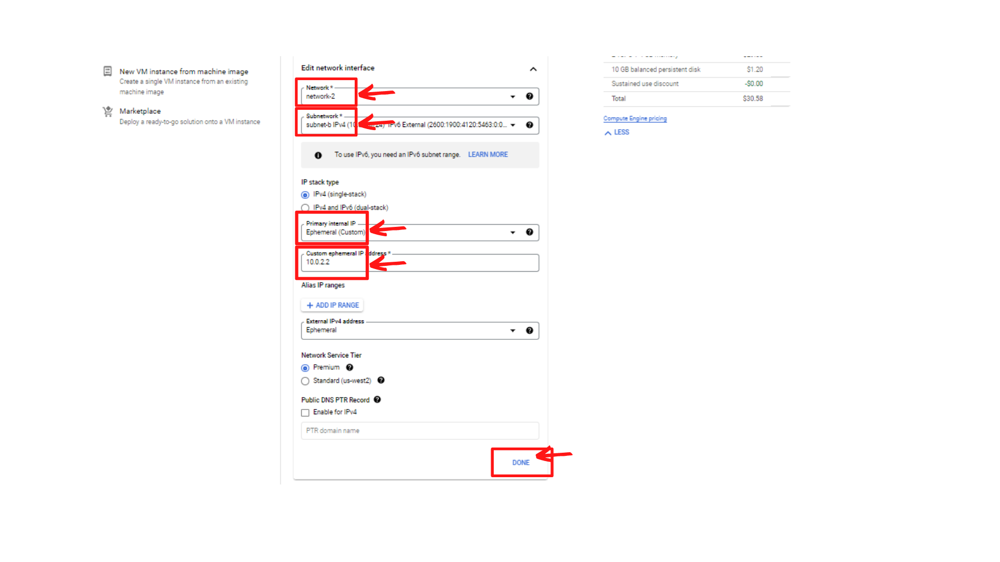 New VM instance from machine image
Create a single VM instance from an existing
machine image
Marketplace
Deploy a ready-to-go solution onto a VM instance
Edit network interface
Network *
network-2
Subnetwork *
subnet-b IPv4 (10. /24) IPv6 External (2600:1900:4120:5463:0:0...
To use IPv6, you need an IPv6 subnet range. LEARN MORE
IP stack type
IPv4 (single-stack)
IPv4 and IPv6 (dual-stack)
Primary internal IP
Ephemeral (Custom)
Custom ephemeral IP address *
10.0.2.2
Alias IP ranges
+ ADD IP RANGE
External IPv4 address
Ephemeral
Network Service Tier
Premium
Standard (us-west2)
Public DNS PTR Record
Enable for IPv4
PTR domain name
DONE
10 GB balanced persistent disk $1.20
Sustained use discount -$0.00
Total $30.58
Compute Engine pricing
LESS